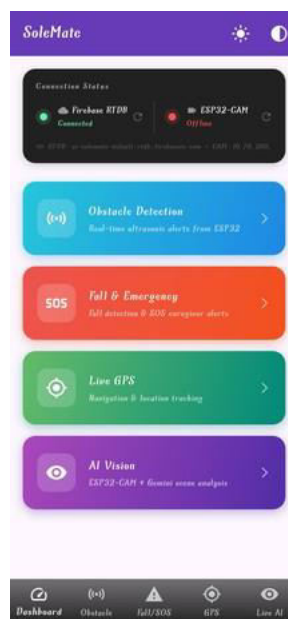 SoleMate
Connection Status
Firebase RTDB
Connected
ESP32-CAM
Offline
Obstacle Detection
Real-time ultrasonic alerts from ESP32
SOS
Fall & Emergency
Fall detection & SOS caregiver alerts
Live GPS
Navigation & location tracking
AI Vision
ESP32-CAM + Gemini scene analysis
Dashboard
Obstacle
Fall/SOS
GPS
Live AI